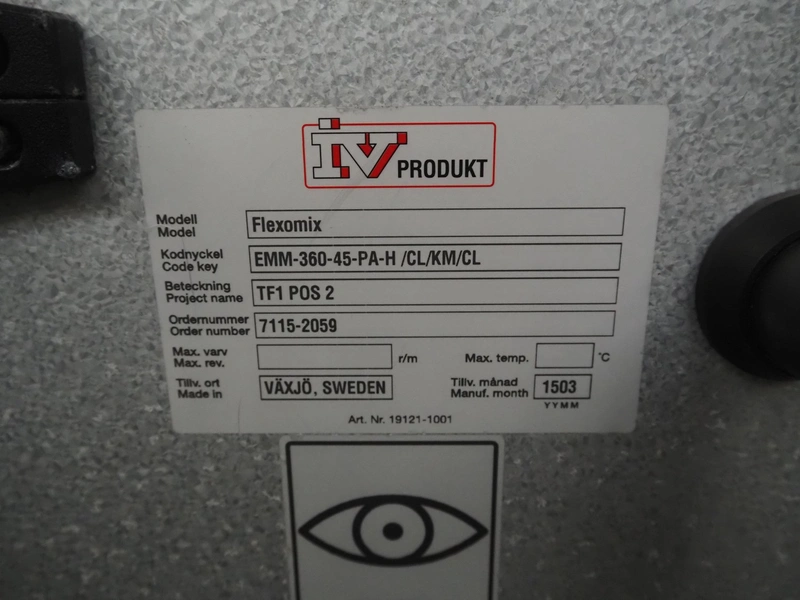 iv PRODUKT
Modell
Model
Flexomix
Kodnyckel
Code key
EMM-360-45-PA-H /CL/KM/CL
Beteckning
Project name
TF1 POS 2
Ordernummer
Order number
7115-2059
Max. varv
Max. rev.
r/m
Max. temp.
°C
Tillv. ort
Made in
VÄXJÖ, SWEDEN
Tillv. månad
Manuf. month
1503
YYMM
Art. Nr. 19121-1001